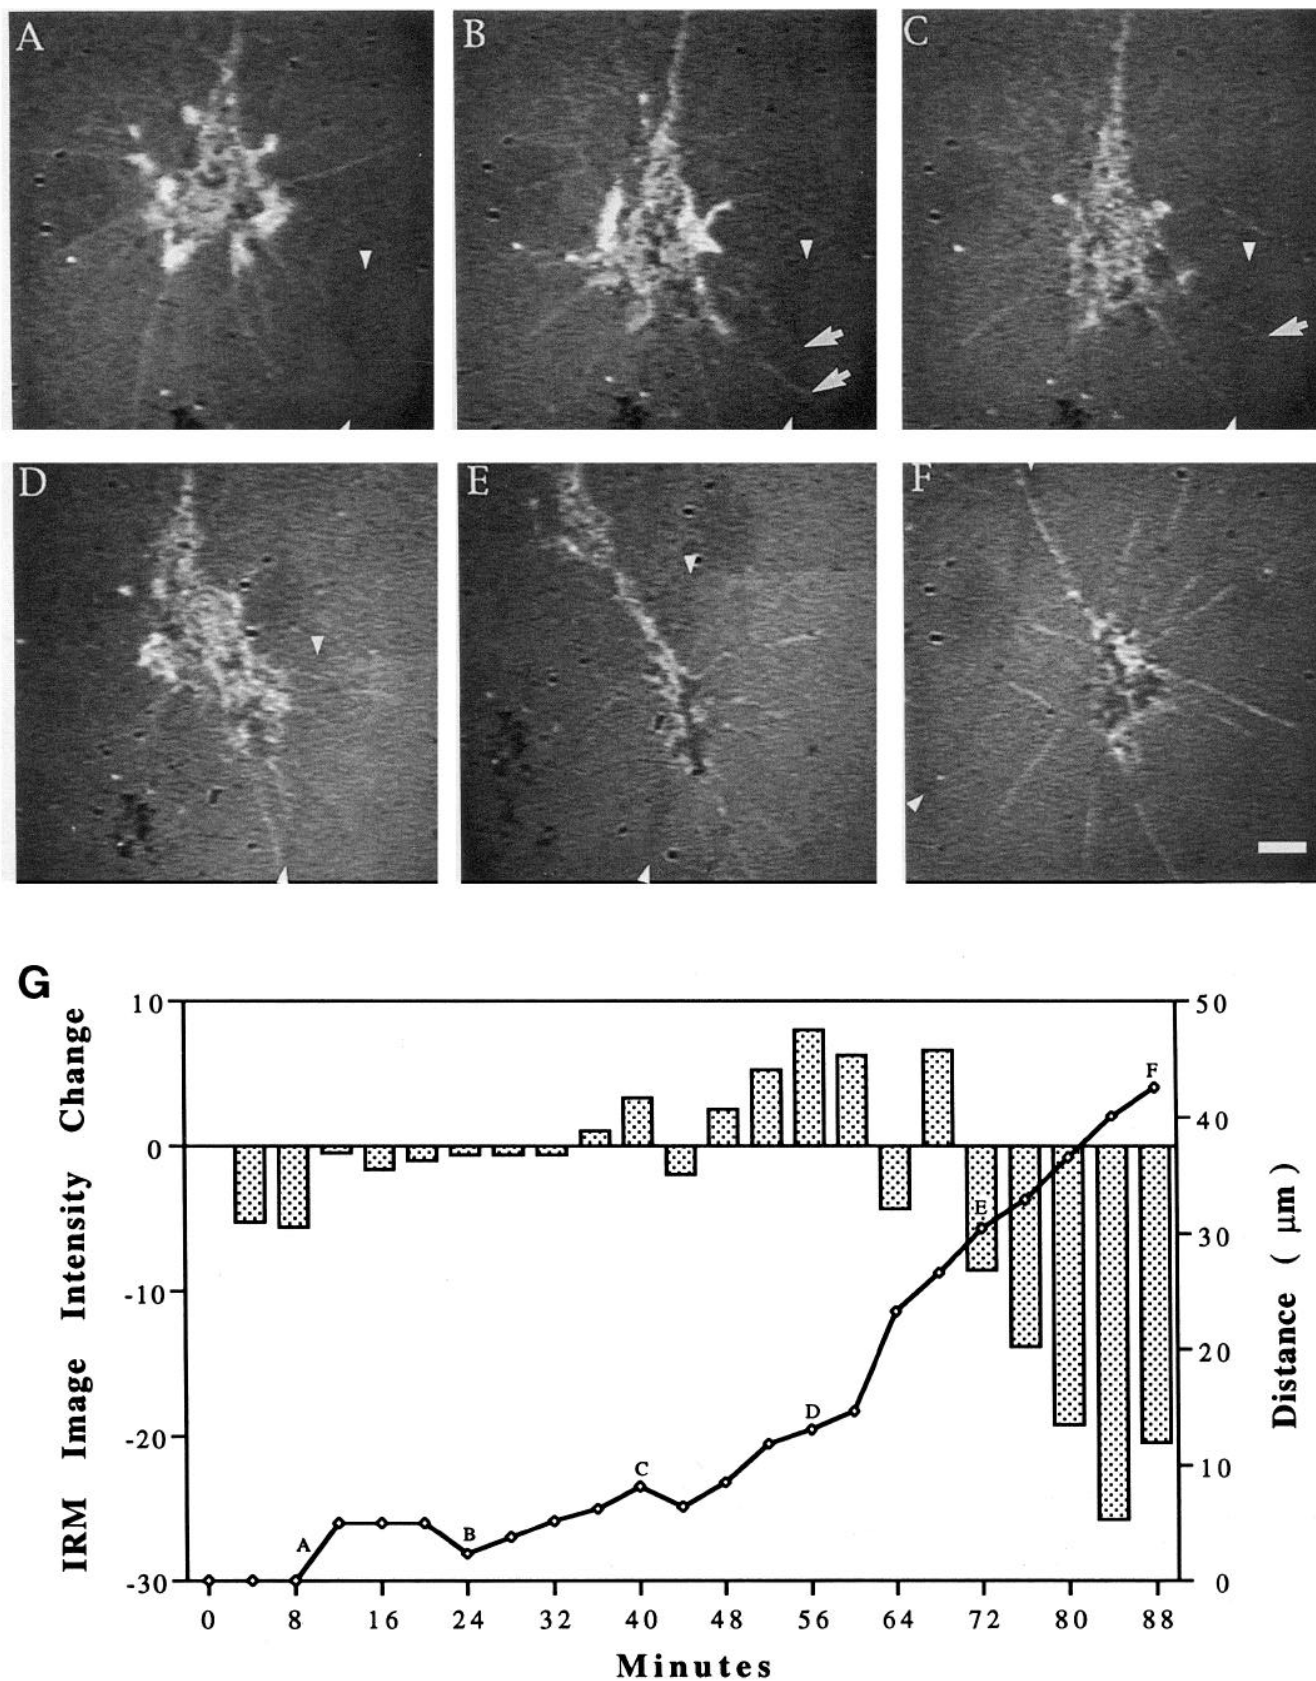 A
B
C
D
E
F
G
IRM Image Intensity Change
10
0
-10
-20
-30
50
40
30
20
10
0
Distance ( μm)
A
B
C
D
E
F
0 8 16 24 32 40 48 56 64 72 80 88
Minutes